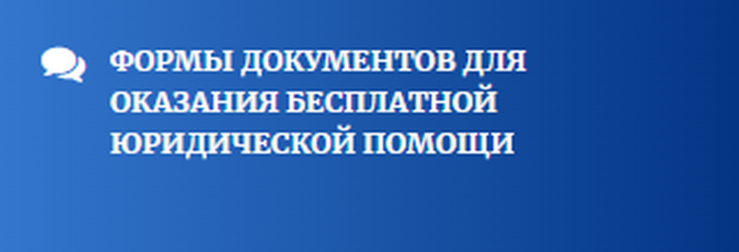 ФОРМЫ ДОКУМЕНТОВ ДЛЯ
ОКАЗАНИЯ БЕСПЛАТНОЙ
ЮРИДИЧЕСКОЙ ПОМОЩИ